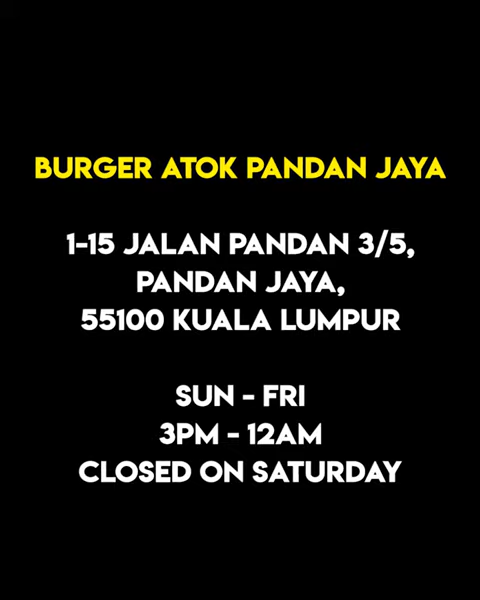 BURGER ATOK PANDAN JAYA
1-15 JALAN PANDAN 3/5,
PANDAN JAYA,
55100 KUALA LUMPUR
SUN - FRI
3PM - 12AM
CLOSED ON SATURDAY